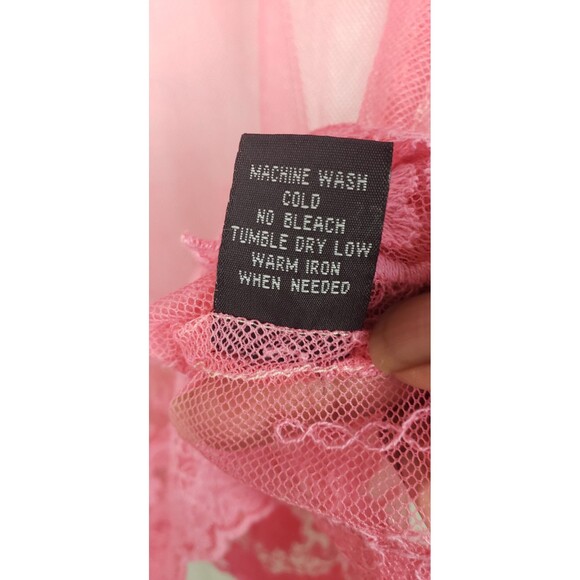 MACHINE WASH
COLD
NO BLEACH
TUMBLE DRY LOW
WARM IRON
WHEN NEEDED